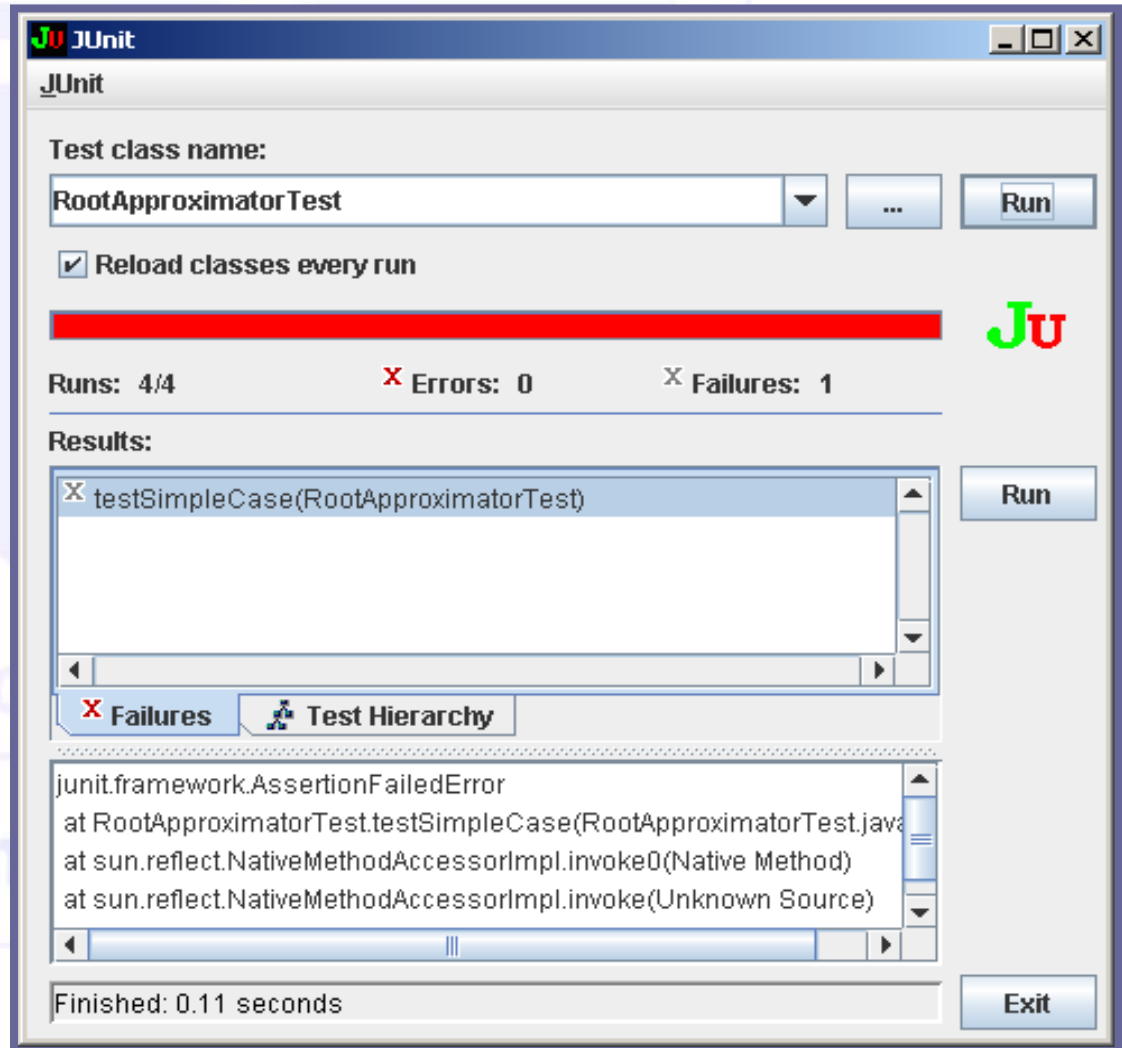 JU JUnit
JUnit
Test class name:
RootApproximatorTest ... Run
Reload classes every run
JU
Runs: 4/4 X Errors: 0 X Failures: 1
Results:
X testSimpleCase(RootApproximatorTest) Run
X Failures Test Hierarchy
junit.framework.AssertionFailedError
at RootApproximatorTest.testSimpleCase(RootApproximatorTest.java
at sun.reflect.NativeMethodAccessorImpl.invoke0(Native Method)
at sun.reflect.NativeMethodAccessorImpl.invoke(Unknown Source)
Finished: 0.11 seconds Exit